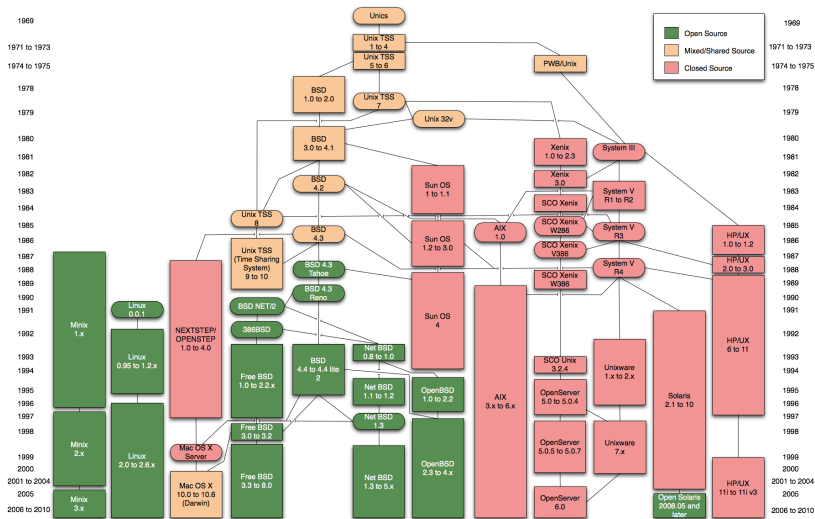 1969
Unics
1969
Open Source
Mixed/Shared Source
Closed Source
1971 to 1973
Unix TSS
1 to 4
1971 to 1973
1974 to 1975
Unix TSS
5 to 6
PWB/Unix
1974 to 1975
1978
BSD
1.0 to 2.0
Unix TSS
7
1978
1979
Unix 32v
1979
1980
BSD
3.0 to 4.1
Xenix
1.0 to 2.3
System III
1980
1981
1981
1982
BSD
4.2
Sun OS
1 to 1.1
Xenix
3.0
1982
1983
SCO Xenix
System V
R1 to R2
1983
1984
Unix TSS
8
1984
1985
BSD
4.3
Sun OS
1.2 to 3.0
AIX
1.0
SCO Xenix
W286
System V
R3
HP/UX
1.0 to 1.2
1985
1986
Unix TSS
(Time Sharing
System)
9 to 10
SCO Xenix
V386
1986
1987
BSD 4.3
Tahoe
System V
R4
HP/UX
2.0 to 3.0
1987
1988
SCO Xenix
W386
1988
1989
BSD 4.3
Reno
1989
1990
Minix
1.x
Linux
0.0.1
BSD NET/2
1990
1991
NEXTSTEP/
OPENSTEP
1.0 to 4.0
386BSD
Sun OS
4
1991
1992
HP/UX
6 to 11
1992
1993
Linux
0.95 to 1.2.x
Net BSD
0.8 to 1.0
SCO Unix
3.2.4
Unixware
1.x to 2.x
1993
1994
Free BSD
1.0 to 2.2.x
BSD
4.4 to 4.4 lite
2
1994
1995
Net BSD
1.1 to 1.2
OpenBSD
1.0 to 2.2
AIX
3.x to 6.x
OpenServer
5.0 to 5.0.4
Solaris
2.1 to 10
1995
1996
1996
1997
Net BSD
1.3
1997
1998
Minix
2.x
Linux
2.0 to 2.6.x
Free BSD
3.0 to 3.2
OpenServer
5.0.5 to 5.0.7
Unixware
7.x
1998
1999
Mac OS X
Server
OpenBSD
2.3 to 4.x
1999
2000
Mac OS X
10.0 to 10.6
(Darwin)
Free BSD
3.3 to 8.0
Net BSD
1.3 to 5.x
HP/UX
11i to 11i v3
2000
2001 to 2004
2001 to 2004
2005
Minix
3.x
OpenServer
6.0
Open Solaris
2008.05 and
later
2005
2006 to 2010
2006 to 2010